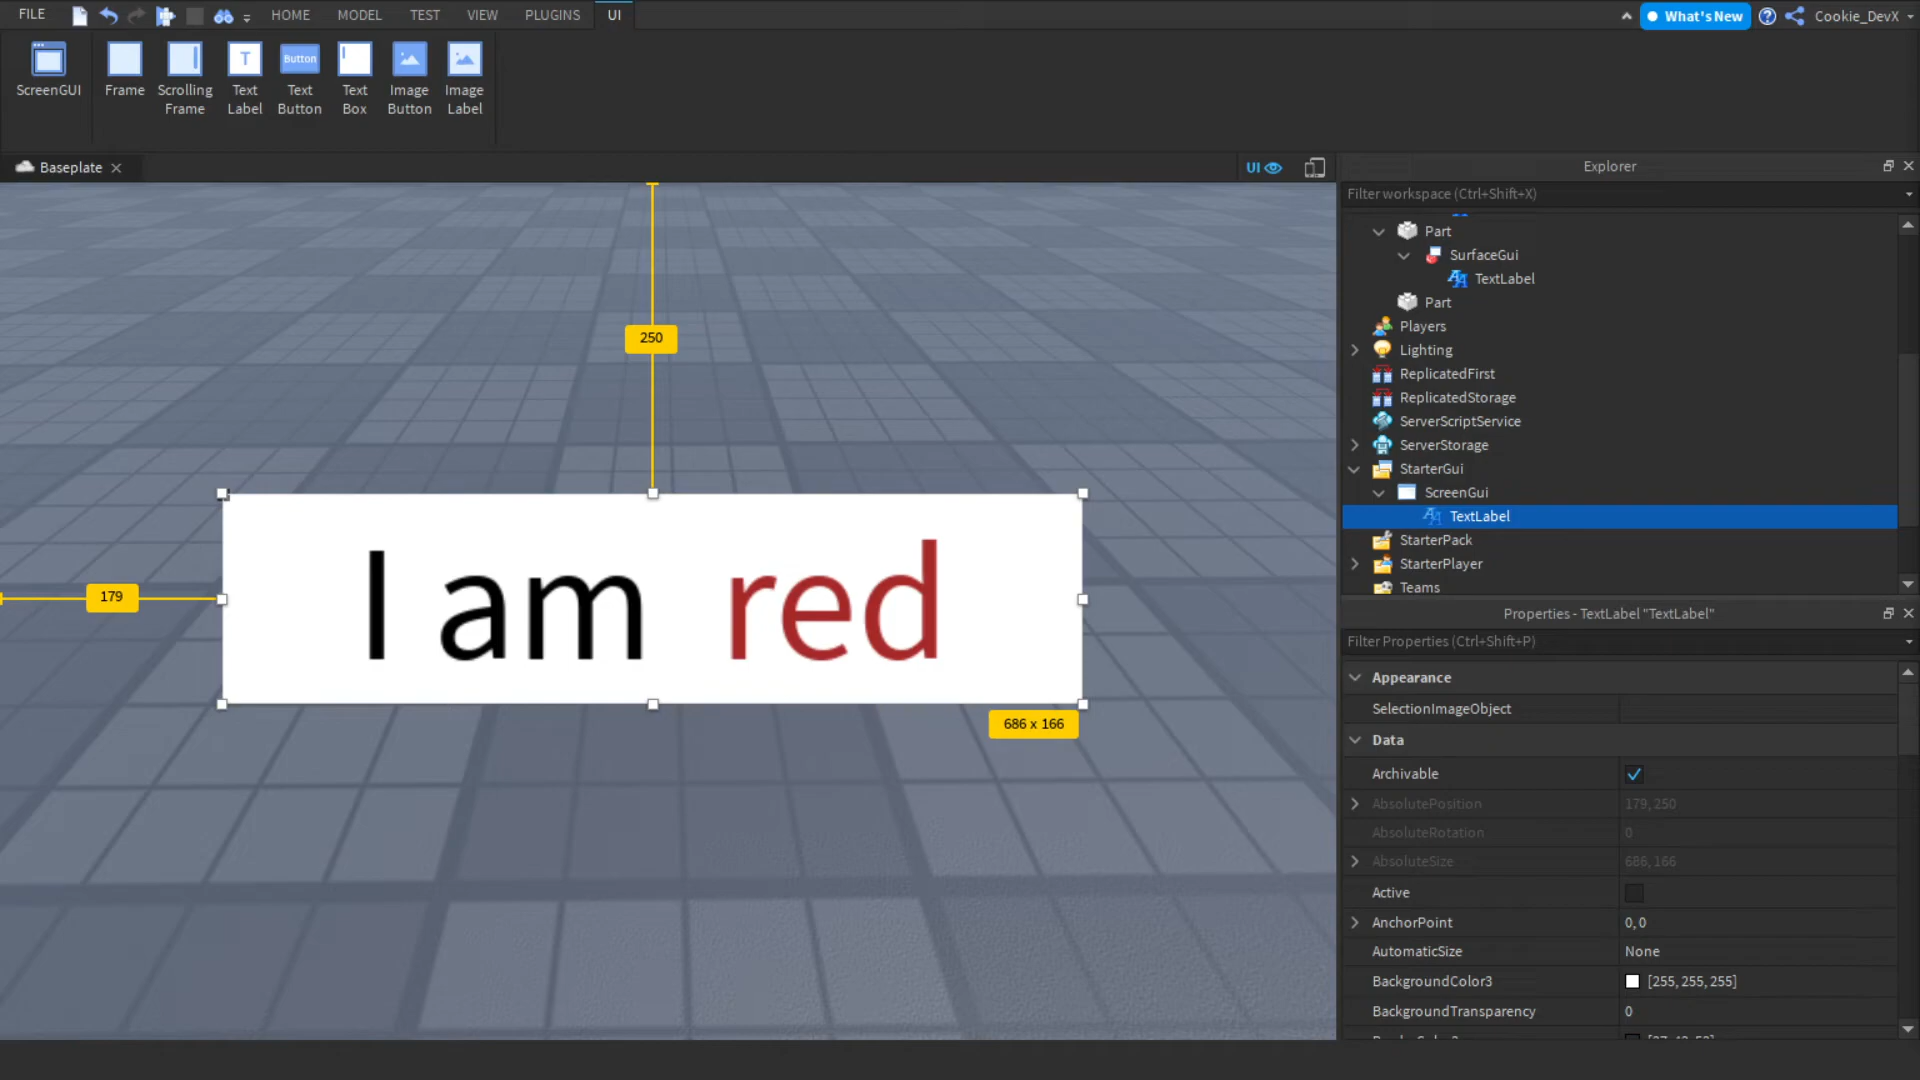 FILE
HOME
MODEL
TEST
VIEW
PLUGINS
UI
What's New
Cookie_DevX
ScreenGUI
Frame
Scrolling
Frame
Text
Label
Button
Text
Button
Text
Box
Image
Button
Image
Label
T
Baseplate
UI
250
179
I am red
686 x 166
Explorer
Filter workspace (Ctrl+Shift+X)
Part
SurfaceGui
TextLabel
Part
Players
Lighting
ReplicatedFirst
ReplicatedStorage
ServerScriptService
ServerStorage
StarterGui
ScreenGui
TextLabel
StarterPack
StarterPlayer
Teams
Properties - TextLabel "TextLabel"
Filter Properties (Ctrl+Shift+P)
Appearance
SelectionImageObject
Data
Archivable
AbsolutePosition 179, 250
AbsoluteRotation 0
AbsoluteSize 686, 166
Active
AnchorPoint 0, 0
AutomaticSize None
BackgroundColor3 [255, 255, 255]
BackgroundTransparency 0